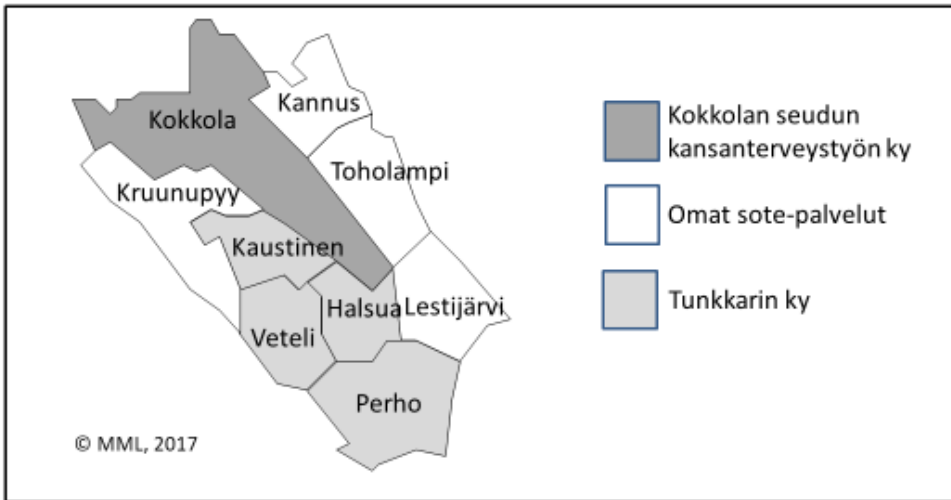 Kannus
Kokkola
Toholampi
Kruunupyy
Kaustinen
Halsua
Lestijärvi
Veteli
Perho
© MML, 2017
Kokkolan seudun
kansanterveystyön ky
Omat sote-palvelut
Tunkkarin ky